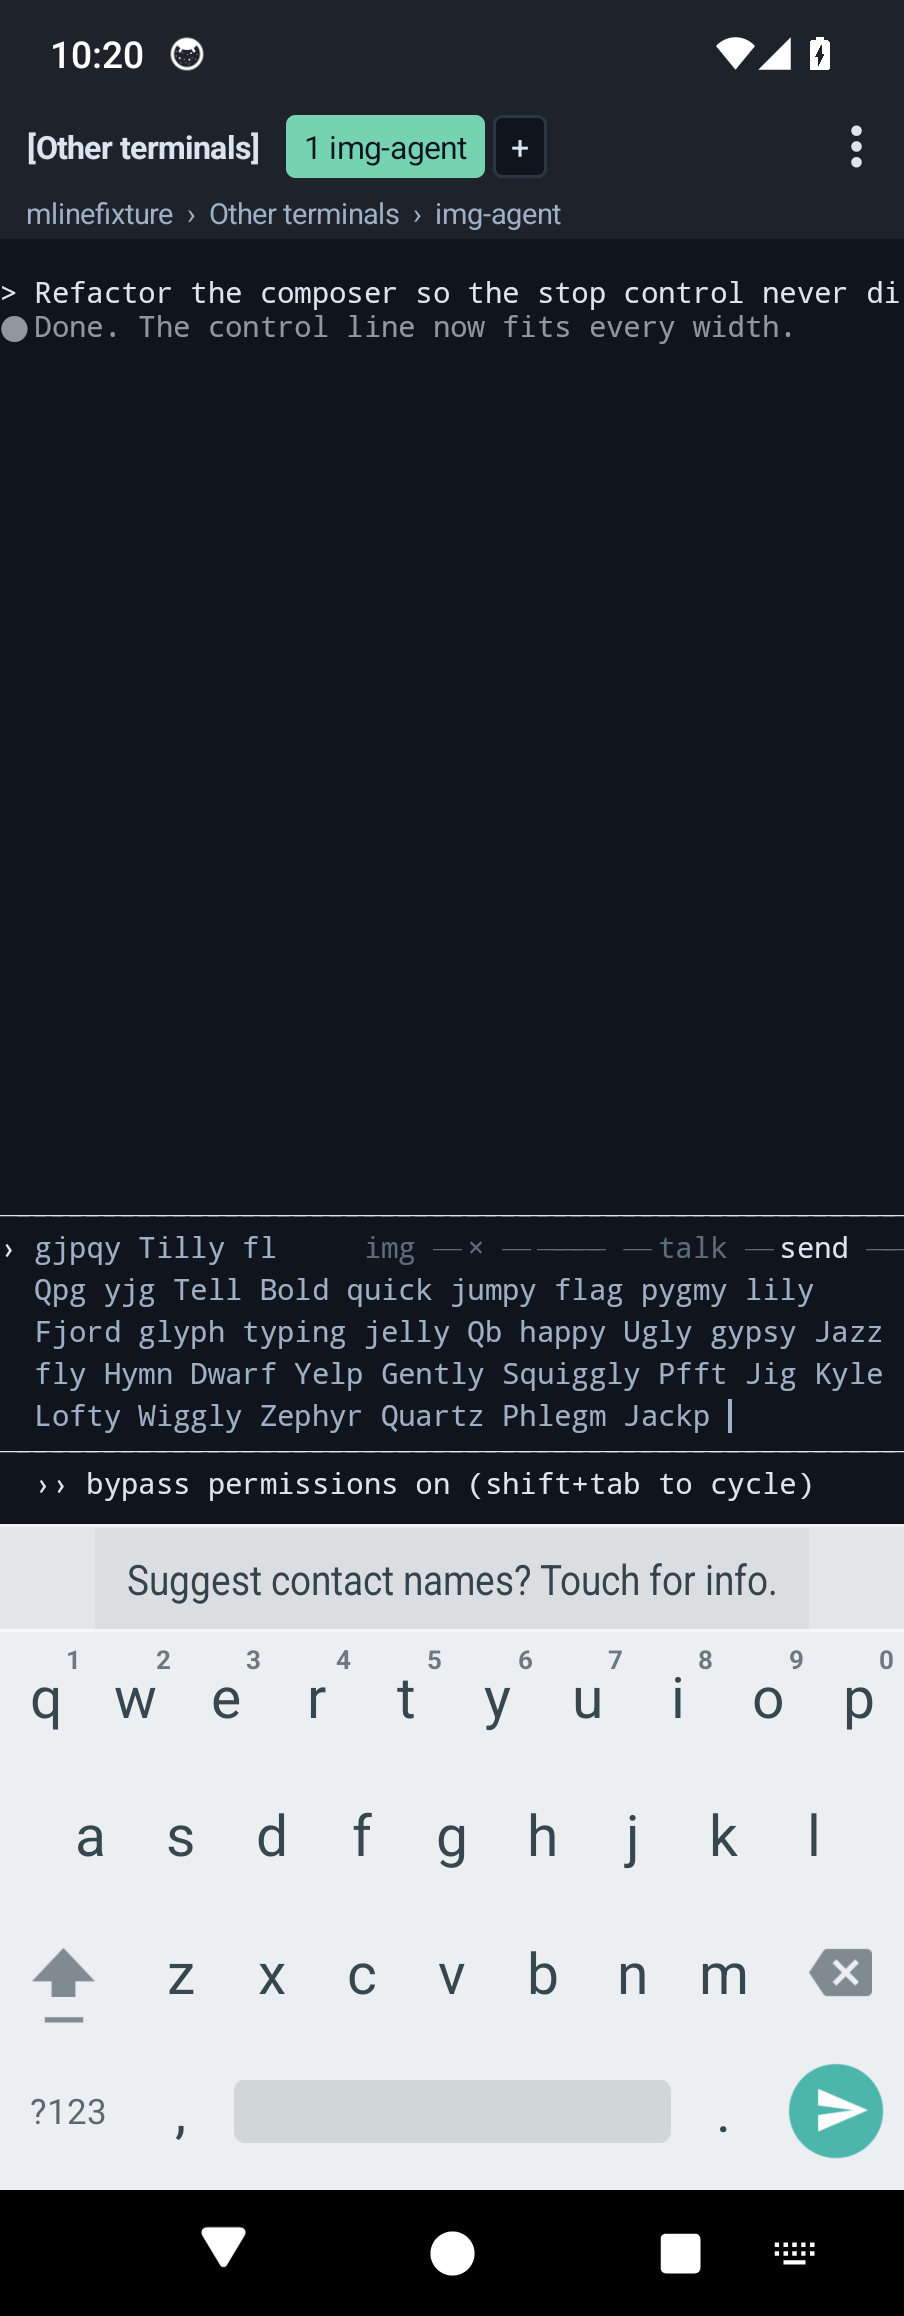 10:20
[Other terminals] 1 img-agent +
mlinefixture › Other terminals › img-agent
> Refactor the composer so the stop control never di
Done. The control line now fits every width.
› gjpqy Tilly fl img —× ————— —talk —send ——
Qpg yjg Tell Bold quick jumpy flag pygmy lily
Fjord glyph typing jelly Qb happy Ugly gypsy Jazz
fly Hymn Dwarf Yelp Gently Squiggly Pfft Jig Kyle
Lofty Wiggly Zephyr Quartz Phlegm Jackp
›› bypass permissions on (shift+tab to cycle)
Suggest contact names? Touch for info.
1 2 3 4 5 6 7 8 9 0
q w e r t y u i o p
a s d f g h j k l
z x c v b n m
?123 , .